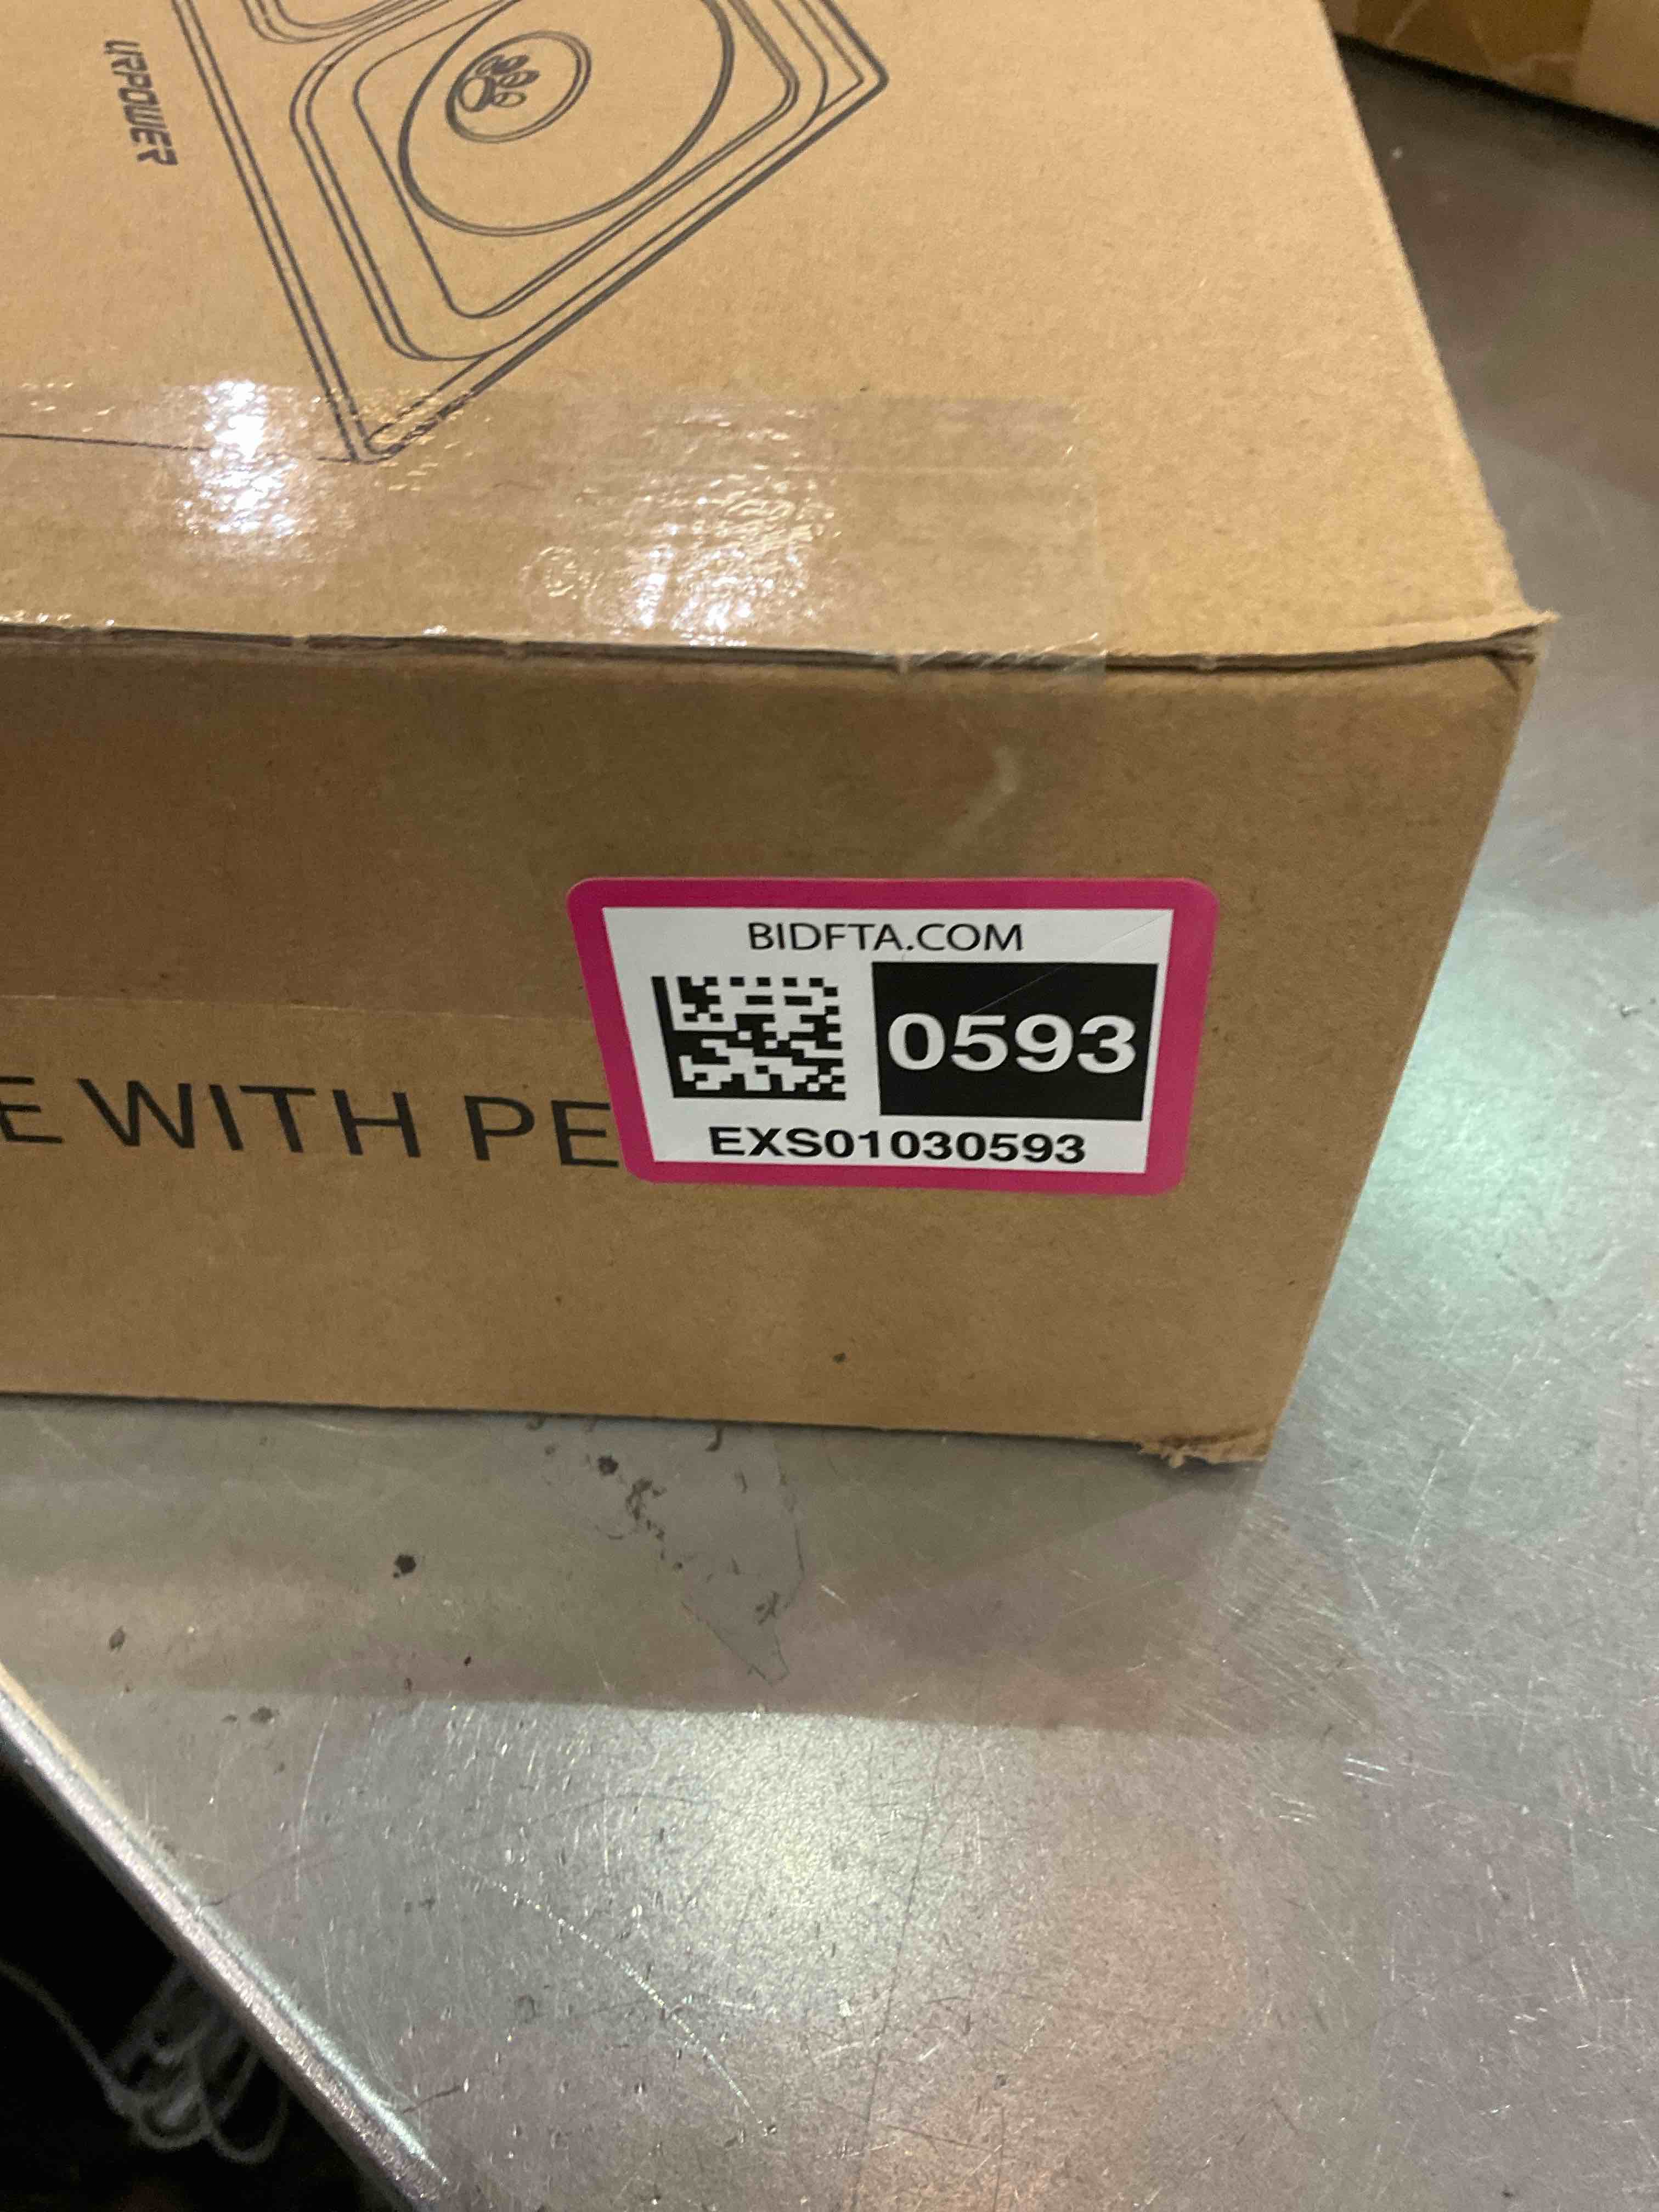 URPOWER
E WITH PE
BIDFTA.COM
0593
EXS01030593